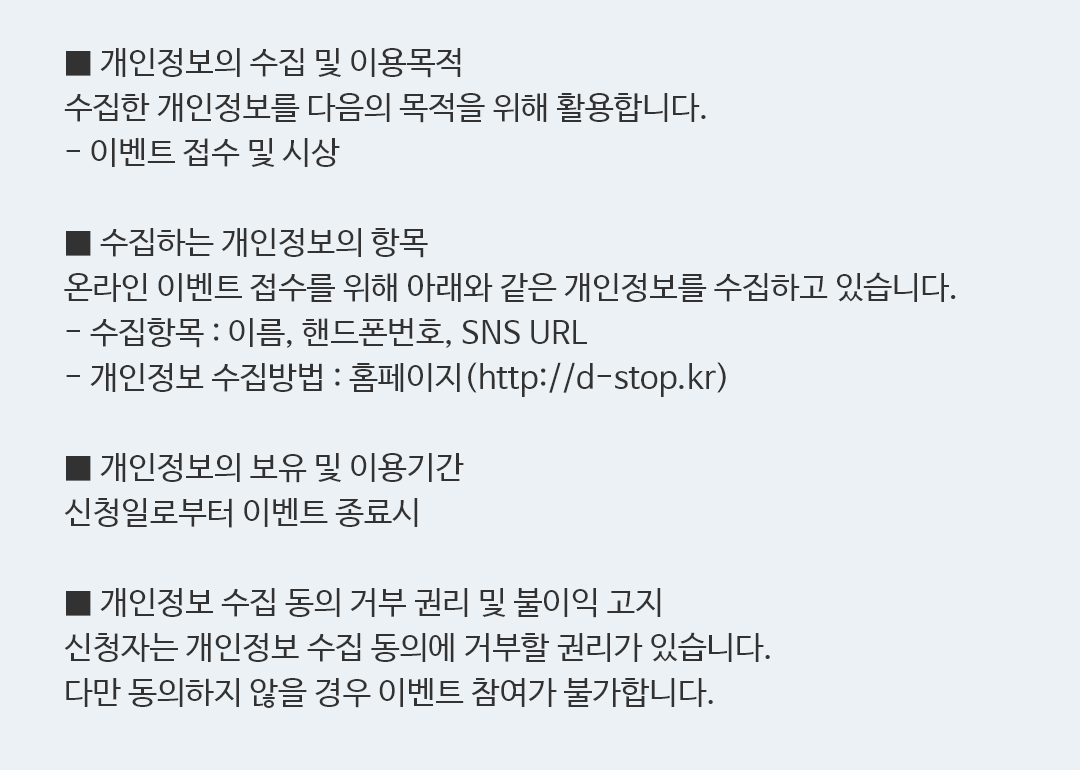 ■ 개인정보의 수집 및 이용목적
수집한 개인정보를 다음의 목적을 위해 활용합니다.
- 이벤트 접수 및 시상
■ 수집하는 개인정보의 항목
온라인 이벤트 접수를 위해 아래와 같은 개인정보를 수집하고 있습니다.
- 수집항목 : 이름, 핸드폰번호, SNS URL
- 개인정보 수집방법 : 홈페이지(http://d-stop.kr)
■ 개인정보의 보유 및 이용기간
신청일로부터 이벤트 종료시
■ 개인정보 수집 동의 거부 권리 및 불이익 고지
신청자는 개인정보 수집 동의에 거부할 권리가 있습니다.
다만 동의하지 않을 경우 이벤트 참여가 불가합니다.